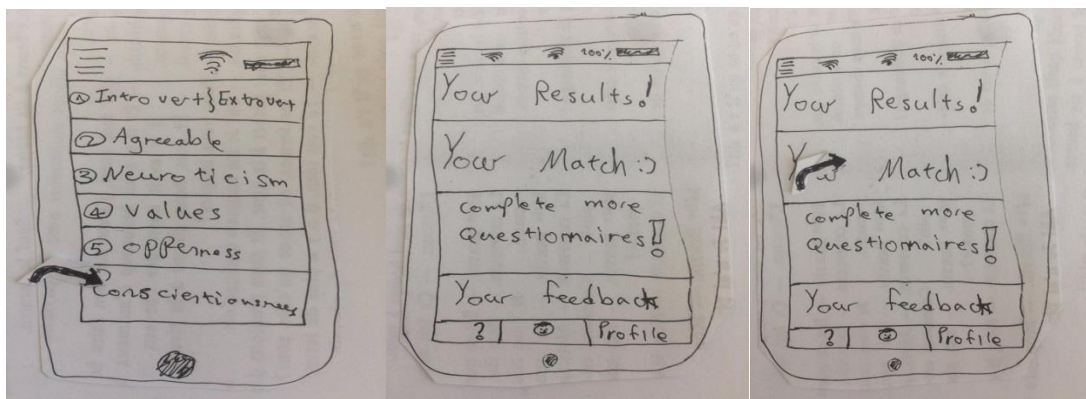 ① Introvert}Extrovert
② Agreeable
③ Neuroticism
④ values
⑤ oppenness
Conscientiousnees
100%
Your Results!
Your Match :)
complete more
Questionnaires!
Your feedback
? Profile
100%
Your Results!
Match :)
complete more
Questionnaires!
Your feedback
? Profile